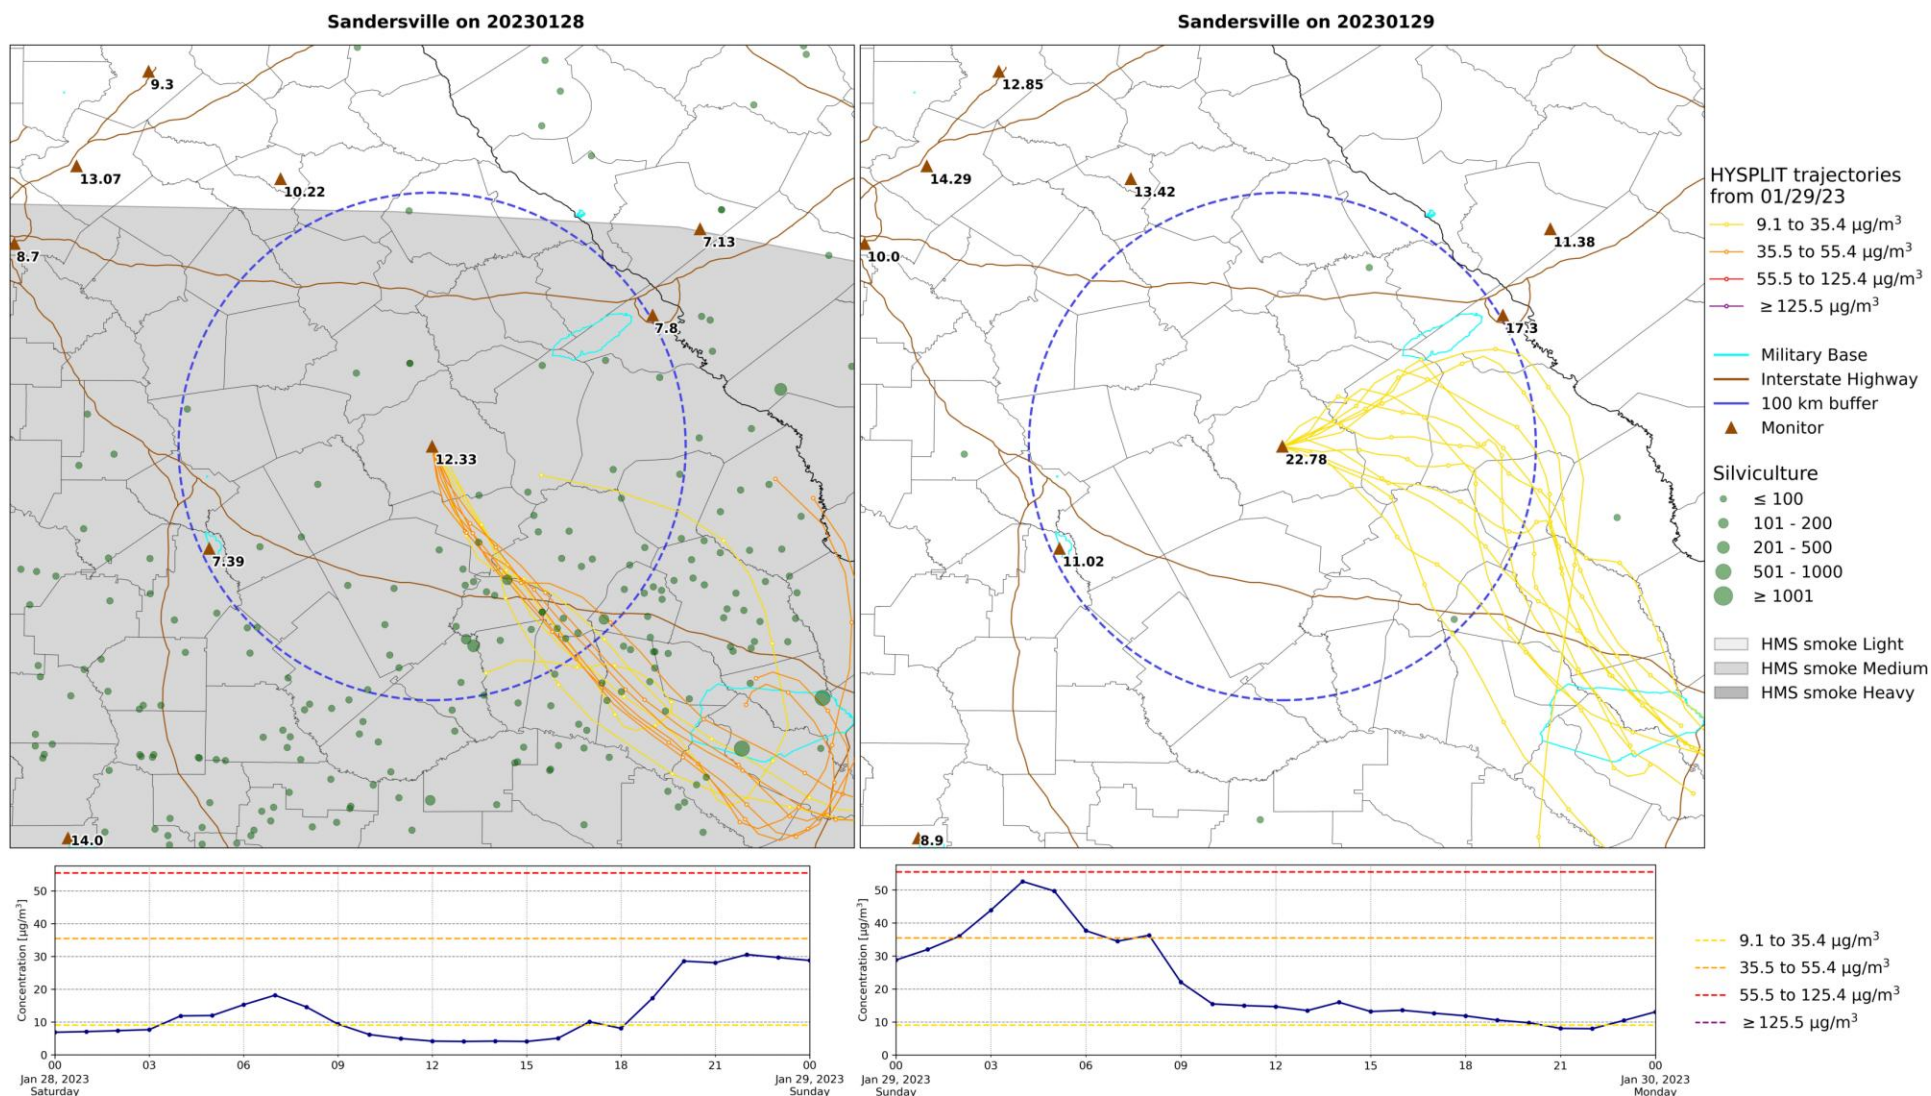 Sandersville on 20230128
9.3
13.07
10.22
8.7
7.13
7.8
12.33
7.39
14.0
Sandersville on 20230129
12.85
14.29
13.42
10.0
11.38
17.3
22.78
11.02
8.9
HYSPLIT trajectories
from 01/29/23
9.1 to 35.4 µg/m³
35.5 to 55.4 µg/m³
55.5 to 125.4 µg/m³
≥ 125.5 µg/m³
Military Base
Interstate Highway
100 km buffer
Monitor
Silviculture
≤ 100
101 - 200
201 - 500
501 - 1000
≥ 1001
HMS smoke Light
HMS smoke Medium
HMS smoke Heavy
Concentration [µg/m³]
50
40
30
20
10
0
00 03 06 09 12 15 18 21 00
Jan 28, 2023 Jan 29, 2023
Saturday Sunday
Concentration [µg/m³]
50
40
30
20
10
0
00 03 06 09 12 15 18 21 00
Jan 29, 2023 Jan 30, 2023
Sunday Monday
9.1 to 35.4 µg/m³
35.5 to 55.4 µg/m³
55.5 to 125.4 µg/m³
≥ 125.5 µg/m³